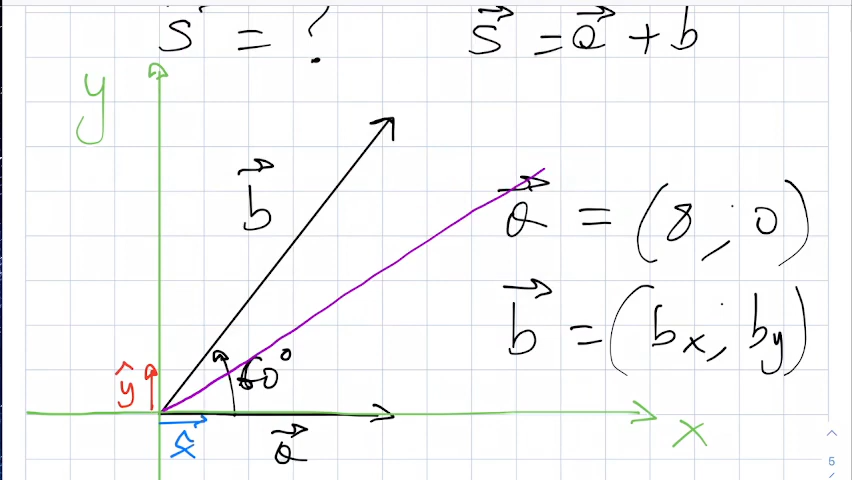 s⃗ = ? s⃗ = a⃗ + b
y
b⃗
a⃗ = (8 ; 0)
b⃗ = (bx ; by)
60°
ŷ
x̂
a⃗
x
5